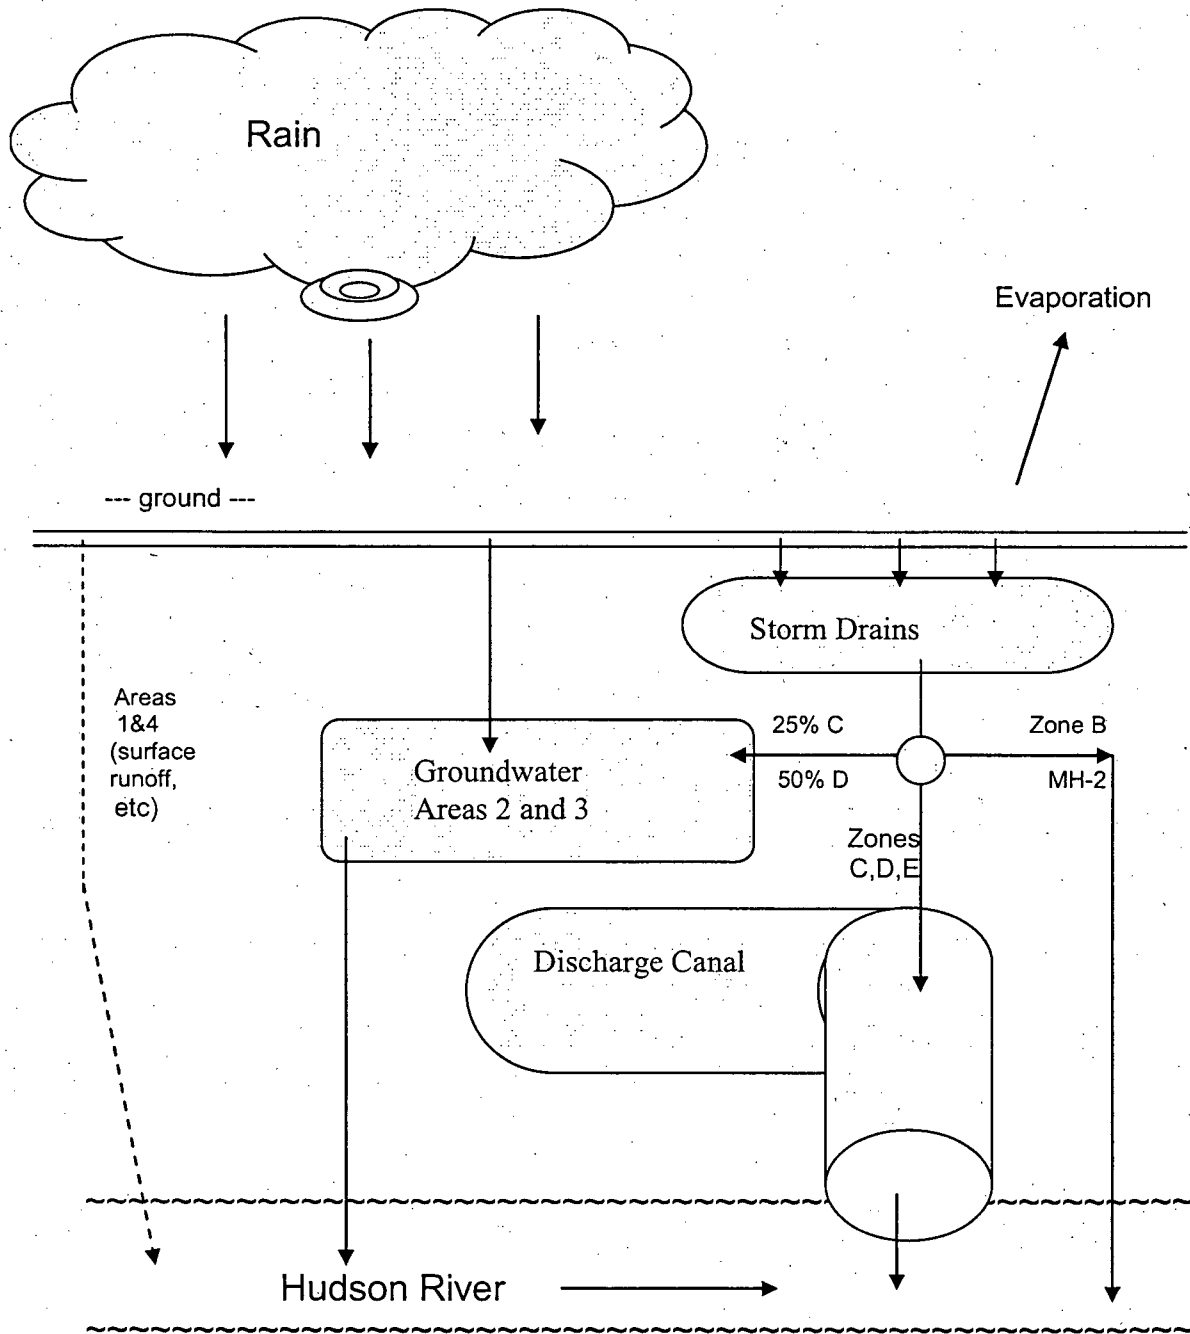 Rain
Evaporation
--- ground ---
Storm Drains
Areas
1&4
(surface
runoff,
etc)
25% C
Zone B
50% D
MH-2
Groundwater
Areas 2 and 3
Zones
C,D,E
Discharge Canal
Hudson River